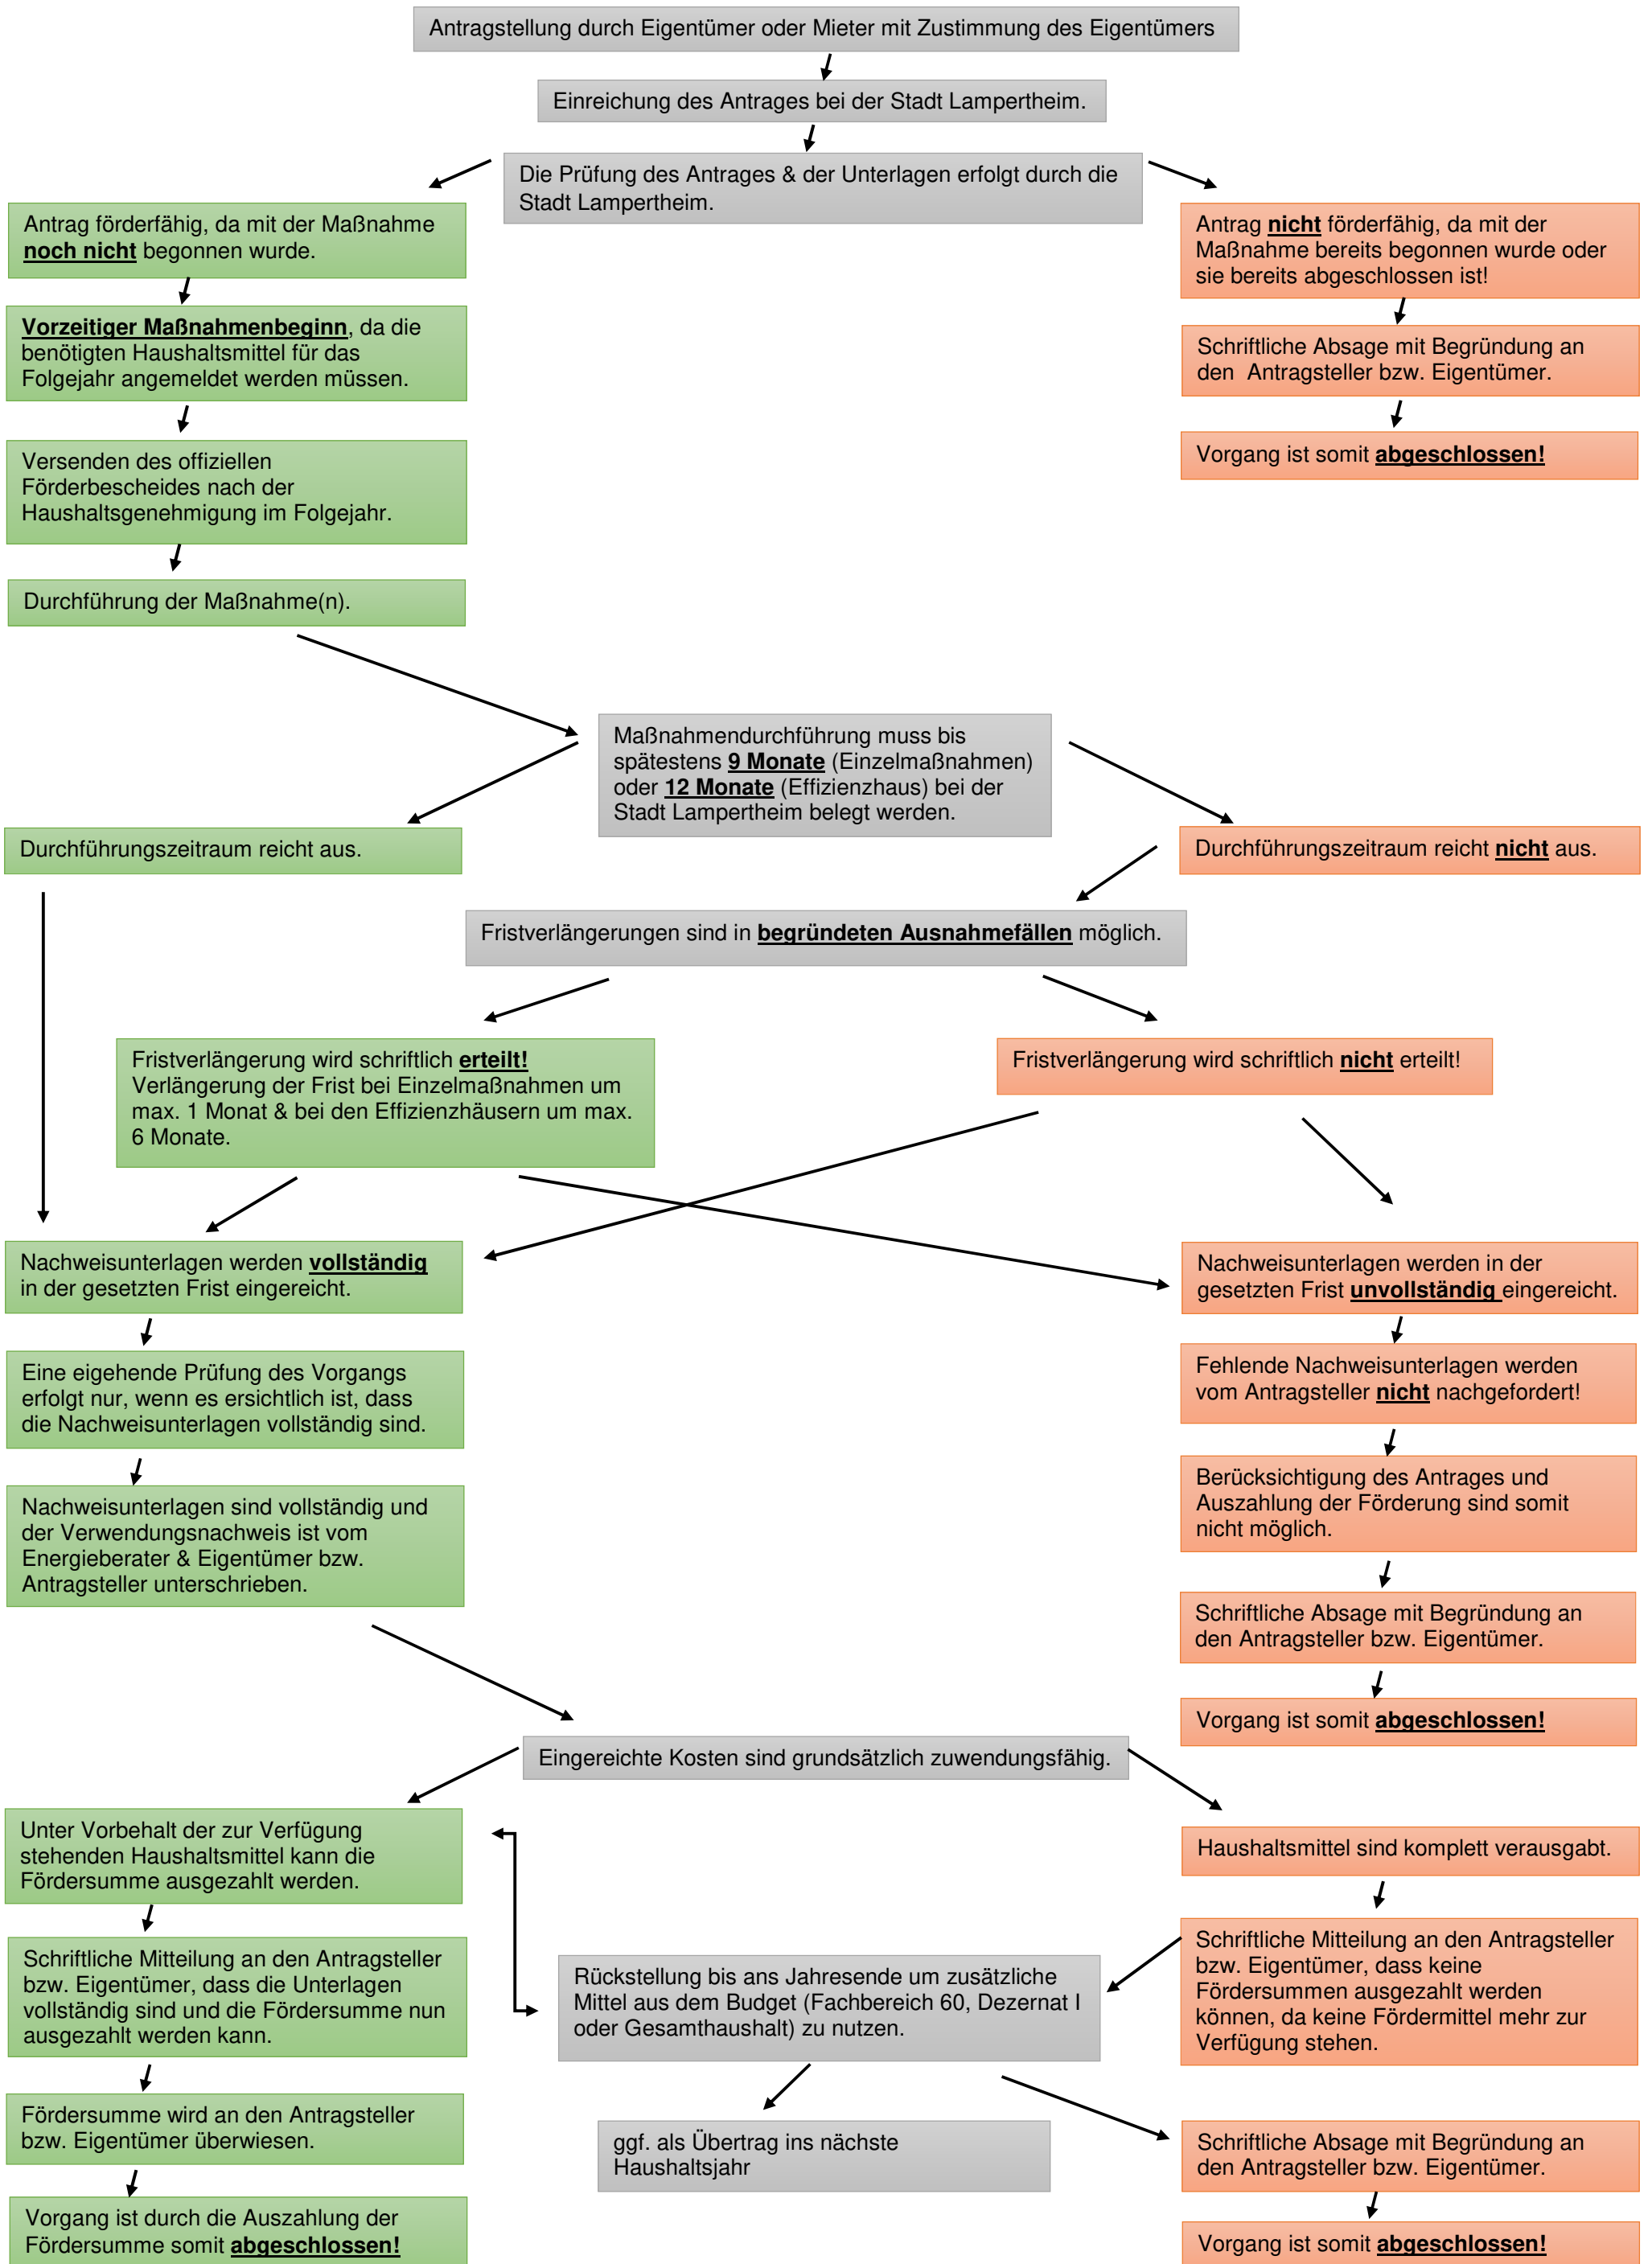 Antragstellung durch Eigentümer oder Mieter mit Zustimmung des Eigentümers
Einreichung des Antrages bei der Stadt Lampertheim.
Die Prüfung des Antrages & der Unterlagen erfolgt durch die
Stadt Lampertheim.
Antrag förderfähig, da mit der Maßnahme
noch nicht begonnen wurde.
Antrag nicht förderfähig, da mit der
Maßnahme bereits begonnen wurde oder
sie bereits abgeschlossen ist!
Vorzeitiger Maßnahmenbeginn, da die
benötigten Haushaltsmittel für das
Folgejahr angemeldet werden müssen.
Schriftliche Absage mit Begründung an
den Antragsteller bzw. Eigentümer.
Vorgang ist somit abgeschlossen!
Versenden des offiziellen
Förderbescheides nach der
Haushaltsgenehmigung im Folgejahr.
Durchführung der Maßnahme(n).
Maßnahmendurchführung muss bis
spätestens 9 Monate (Einzelmaßnahmen)
oder 12 Monate (Effizienzhaus) bei der
Stadt Lampertheim belegt werden.
Durchführungszeitraum reicht aus.
Durchführungszeitraum reicht nicht aus.
Fristverlängerungen sind in begründeten Ausnahmefällen möglich.
Fristverlängerung wird schriftlich erteilt!
Verlängerung der Frist bei Einzelmaßnahmen um
max. 1 Monat & bei den Effizienzhäusern um max.
6 Monate.
Fristverlängerung wird schriftlich nicht erteilt!
Nachweisunterlagen werden vollständig
in der gesetzten Frist eingereicht.
Nachweisunterlagen werden in der
gesetzten Frist unvollständig eingereicht.
Eine eigehende Prüfung des Vorgangs
erfolgt nur, wenn es ersichtlich ist, dass
die Nachweisunterlagen vollständig sind.
Fehlende Nachweisunterlagen werden
vom Antragsteller nicht nachgefordert!
Nachweisunterlagen sind vollständig und
der Verwendungsnachweis ist vom
Energieberater & Eigentümer bzw.
Antragsteller unterschrieben.
Berücksichtigung des Antrages und
Auszahlung der Förderung sind somit
nicht möglich.
Schriftliche Absage mit Begründung an
den Antragsteller bzw. Eigentümer.
Vorgang ist somit abgeschlossen!
Eingereichte Kosten sind grundsätzlich zuwendungsfähig.
Unter Vorbehalt der zur Verfügung
stehenden Haushaltsmittel kann die
Fördersumme ausgezahlt werden.
Haushaltsmittel sind komplett verausgabt.
Schriftliche Mitteilung an den Antragsteller
bzw. Eigentümer, dass die Unterlagen
vollständig sind und die Fördersumme nun
ausgezahlt werden kann.
Rückstellung bis ans Jahresende um zusätzliche
Mittel aus dem Budget (Fachbereich 60, Dezernat I
oder Gesamthaushalt) zu nutzen.
Schriftliche Mitteilung an den Antragsteller
bzw. Eigentümer, dass keine
Fördersummen ausgezahlt werden
können, da keine Fördermittel mehr zur
Verfügung stehen.
Fördersumme wird an den Antragsteller
bzw. Eigentümer überwiesen.
ggf. als Übertrag ins nächste
Haushaltsjahr
Schriftliche Absage mit Begründung an
den Antragsteller bzw. Eigentümer.
Vorgang ist durch die Auszahlung der
Fördersumme somit abgeschlossen!
Vorgang ist somit abgeschlossen!